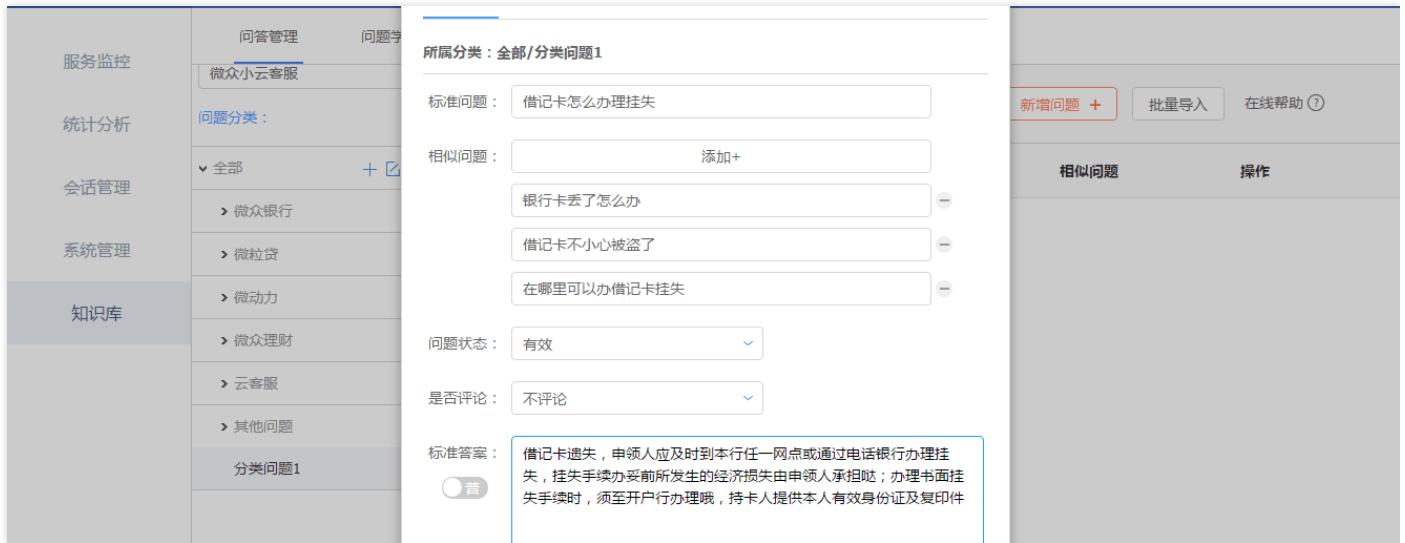 服务监控
统计分析
会话管理
系统管理
知识库
问答管理 问题学
微众小云客服
问题分类：
全部
微众银行
微粒贷
微动力
微众理财
云客服
其他问题
分类问题1
所属分类：全部/分类问题1
标准问题： 借记卡怎么办理挂失
相似问题： 添加+
银行卡丢了怎么办
借记卡不小心被盗了
在哪里可以办借记卡挂失
问题状态： 有效
是否评论： 不评论
标准答案：
普
借记卡遗失，申领人应及时到本行任一网点或通过电话银行办理挂
失，挂失手续办妥前所发生的经济损失由申领人承担哒；办理书面挂
失手续时，须至开户行办理哦，持卡人提供本人有效身份证及复印件
新增问题 + 批量导入 在线帮助 ?
相似问题 操作